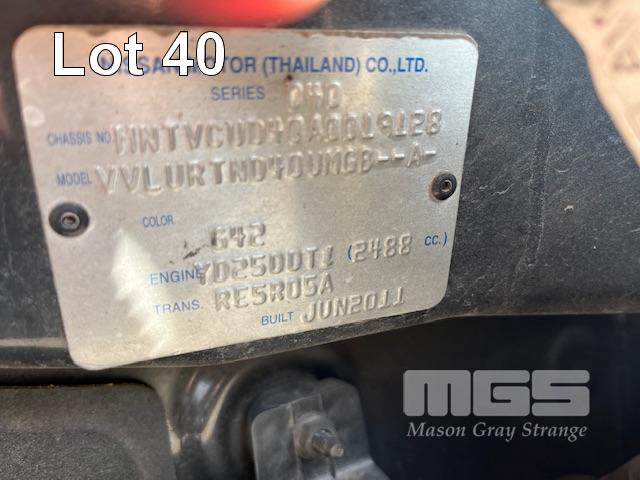 Lot 40
NISSAN MOTOR (THAILAND) CO.,LTD.
SERIES D40
CHASSIS NO MNTVCUD40A0019128
MODEL VVLURTND40UMGB--A-
COLOR G42
ENGINE YD25DDTI (2488 CC.)
TRANS. RE5R05A
BUILT JUN2011
MGS
Mason Gray Strange